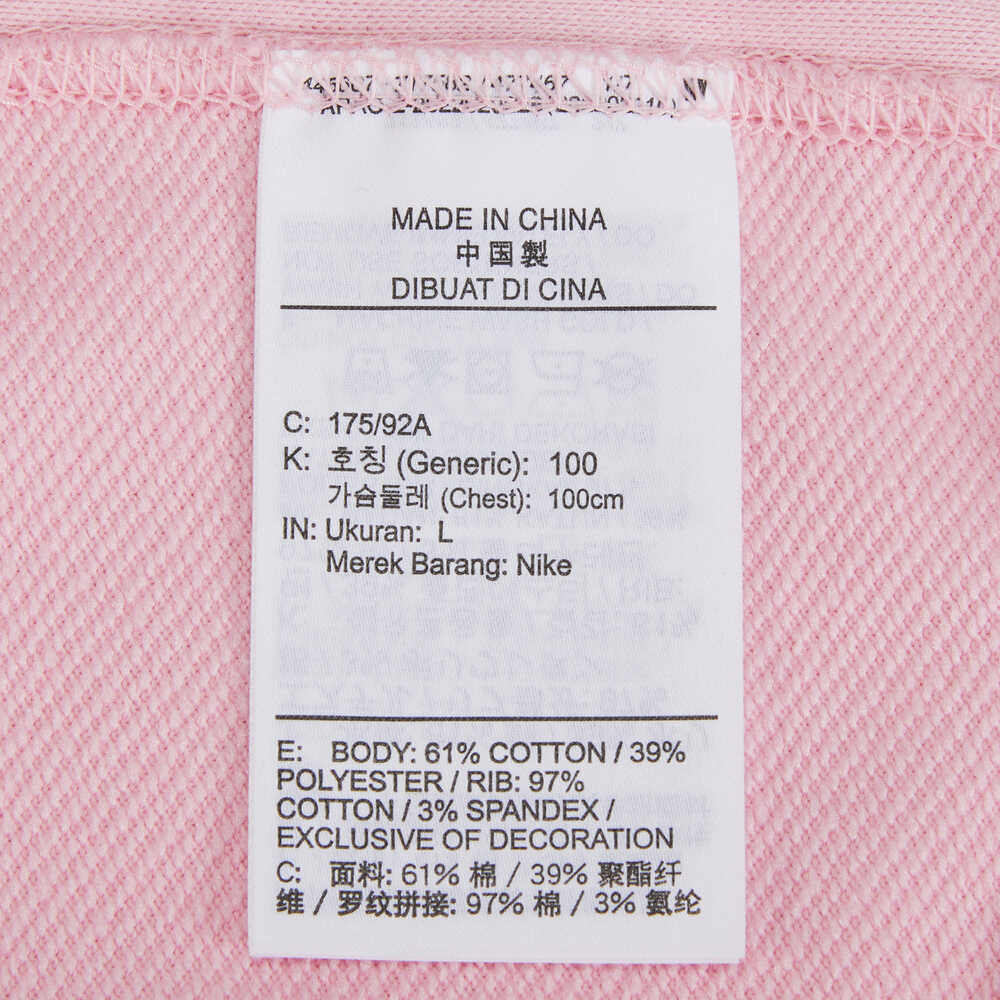 MADE IN CHINA
中国製
DIBUAT DI CINA
C: 175/92A
K: 호칭 (Generic): 100
가슴둘레 (Chest): 100cm
IN: Ukuran: L
Merek Barang: Nike
E: BODY: 61% COTTON / 39%
POLYESTER / RIB: 97%
COTTON / 3% SPANDEX /
EXCLUSIVE OF DECORATION
C: 面料: 61% 棉 / 39% 聚酯纤
维 / 罗纹拼接: 97% 棉 / 3% 氨纶